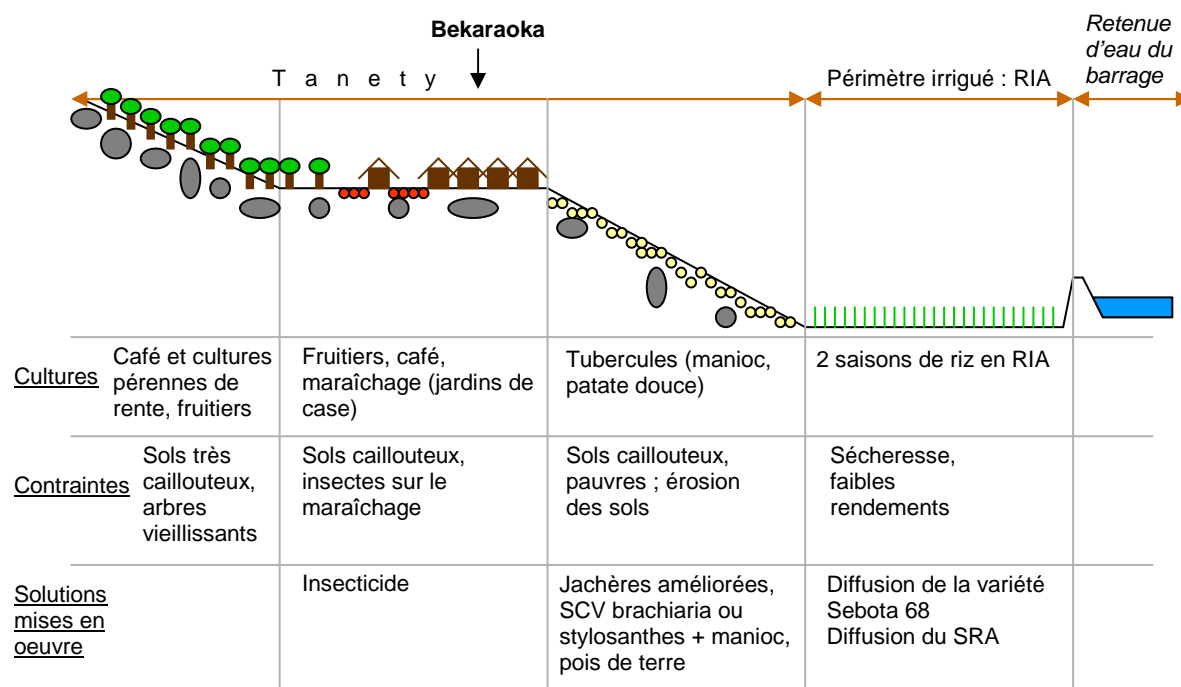 Bekaraoka
Retenue
d'eau du
barrage
T a n e t y
Périmètre irrigué : RIA
Cultures
Café et cultures
pérennes de
rente, fruitiers
Fruitiers, café,
maraîchage (jardins de
case)
Tubercules (manioc,
patate douce)
2 saisons de riz en RIA
Contraintes
Sols très
caillouteux,
arbres
vieillissants
Sols caillouteux,
insectes sur le
maraîchage
Sols caillouteux,
pauvres ; érosion
des sols
Sécheresse,
faibles
rendements
Solutions
mises en
oeuvre
Insecticide
Jachères améliorées,
SCV brachiaria ou
stylosanthes + manioc,
pois de terre
Diffusion de la variété
Sebota 68
Diffusion du SRA